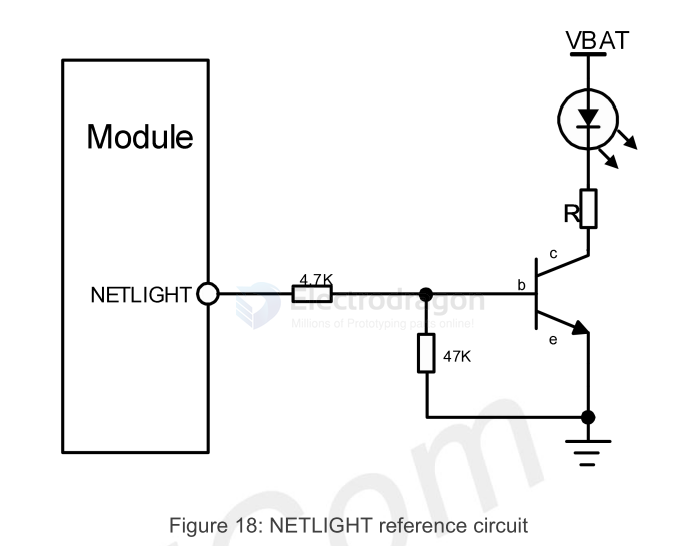 VBAT
Module
R
c
NETLIGHT
4.7K
b
Electrodragon
Millions of Prototyping parts online!
e
47K
Com
Figure 18: NETLIGHT reference circuit